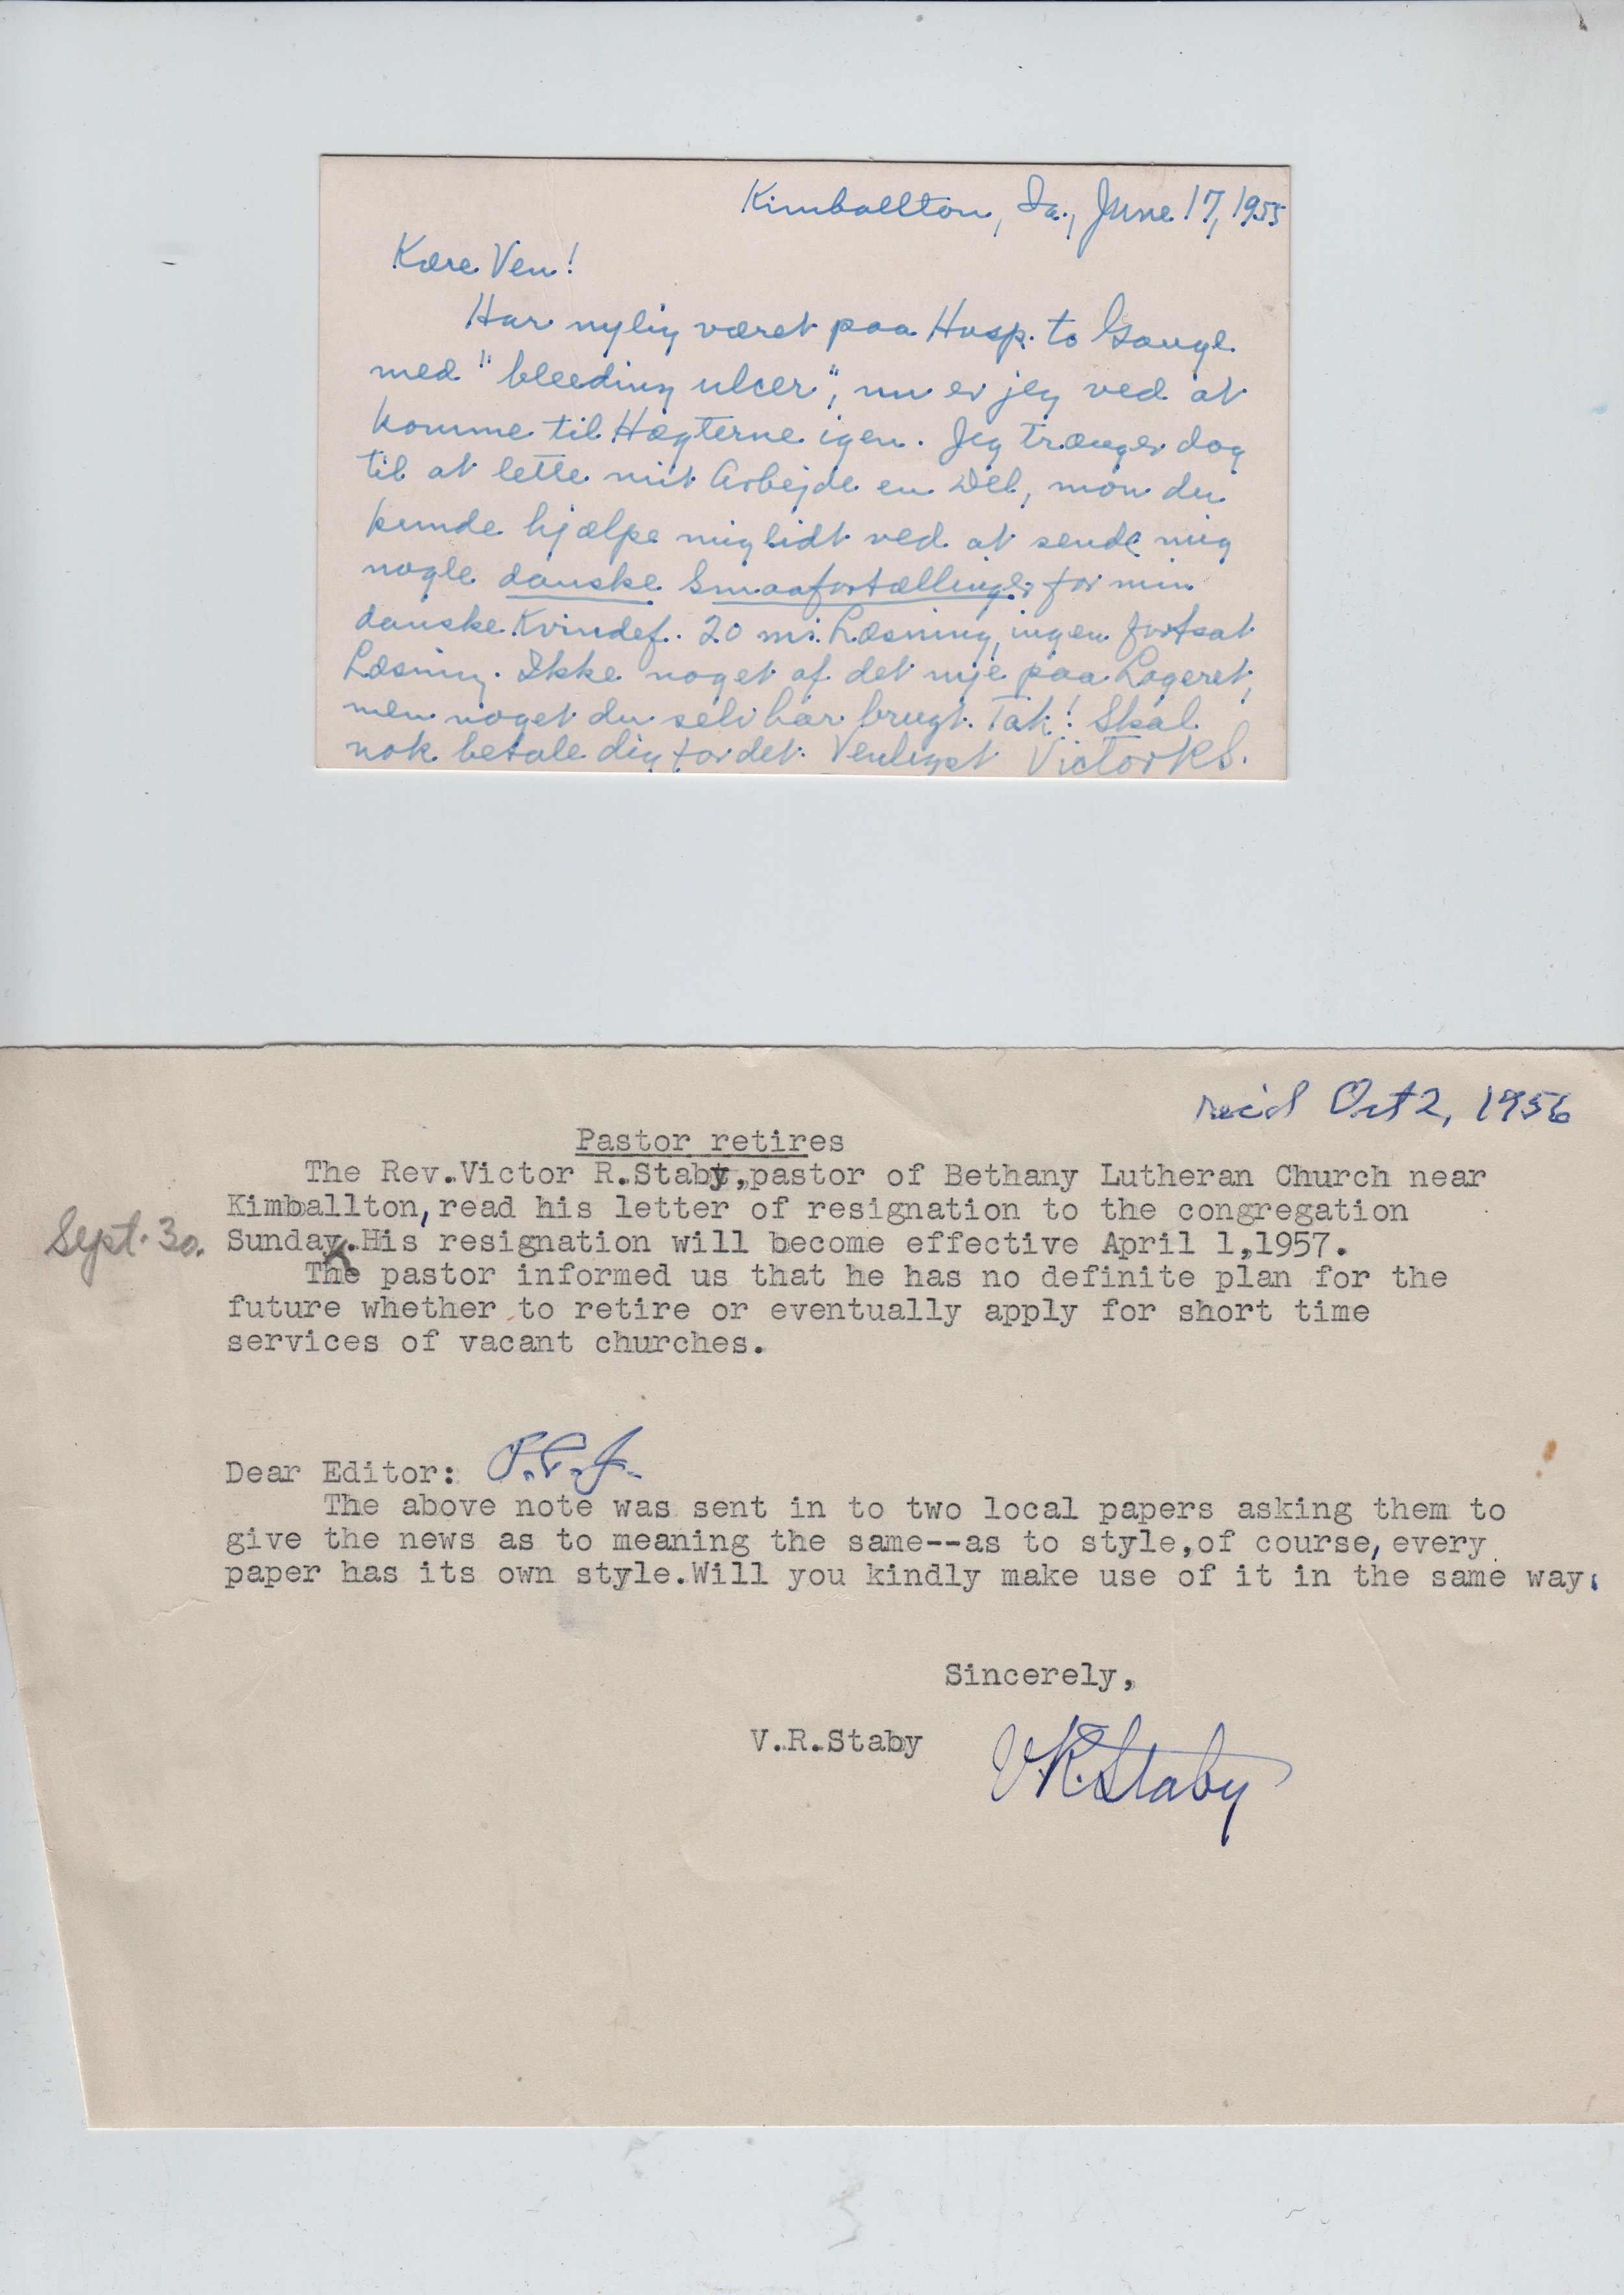 Kimballton, Ia., June 17, 1955
Kære Ven!
Har nylig været paa Hosp. to Gange
med "bleeding ulcer", nu er jeg ved at
komme til Hægterne igen. Jeg trænger dog
til at lette mit Arbejde en Del, mon du
kunde hjælpe mig lidt ved at sende mig
nogle danske Smaafortællinger for min
danske Kvindef. 20 mi. Læsning, ingen fortsat
Læsning. Ikke noget af det nye paa Lageret,
men noget du selv har brugt. Tak! Skal
nok betale dig for det. Venligst Victor R S.
rec'd Oct 2, 1956
Pastor retires
The Rev.Victor R.Staby,pastor of Bethany Lutheran Church near
Kimballton, read his letter of resignation to the congregation
Sept. 30. Sunday.His resignation will become effective April 1,1957.
The pastor informed us that he has no definite plan for the
future whether to retire or eventually apply for short time
services of vacant churches.
Dear Editor:
The above note was sent in to two local papers asking them to
give the news as to meaning the same--as to style,of course, every
paper has its own style.Will you kindly make use of it in the same way.
Sincerely,
V.R.Staby V.R.Staby